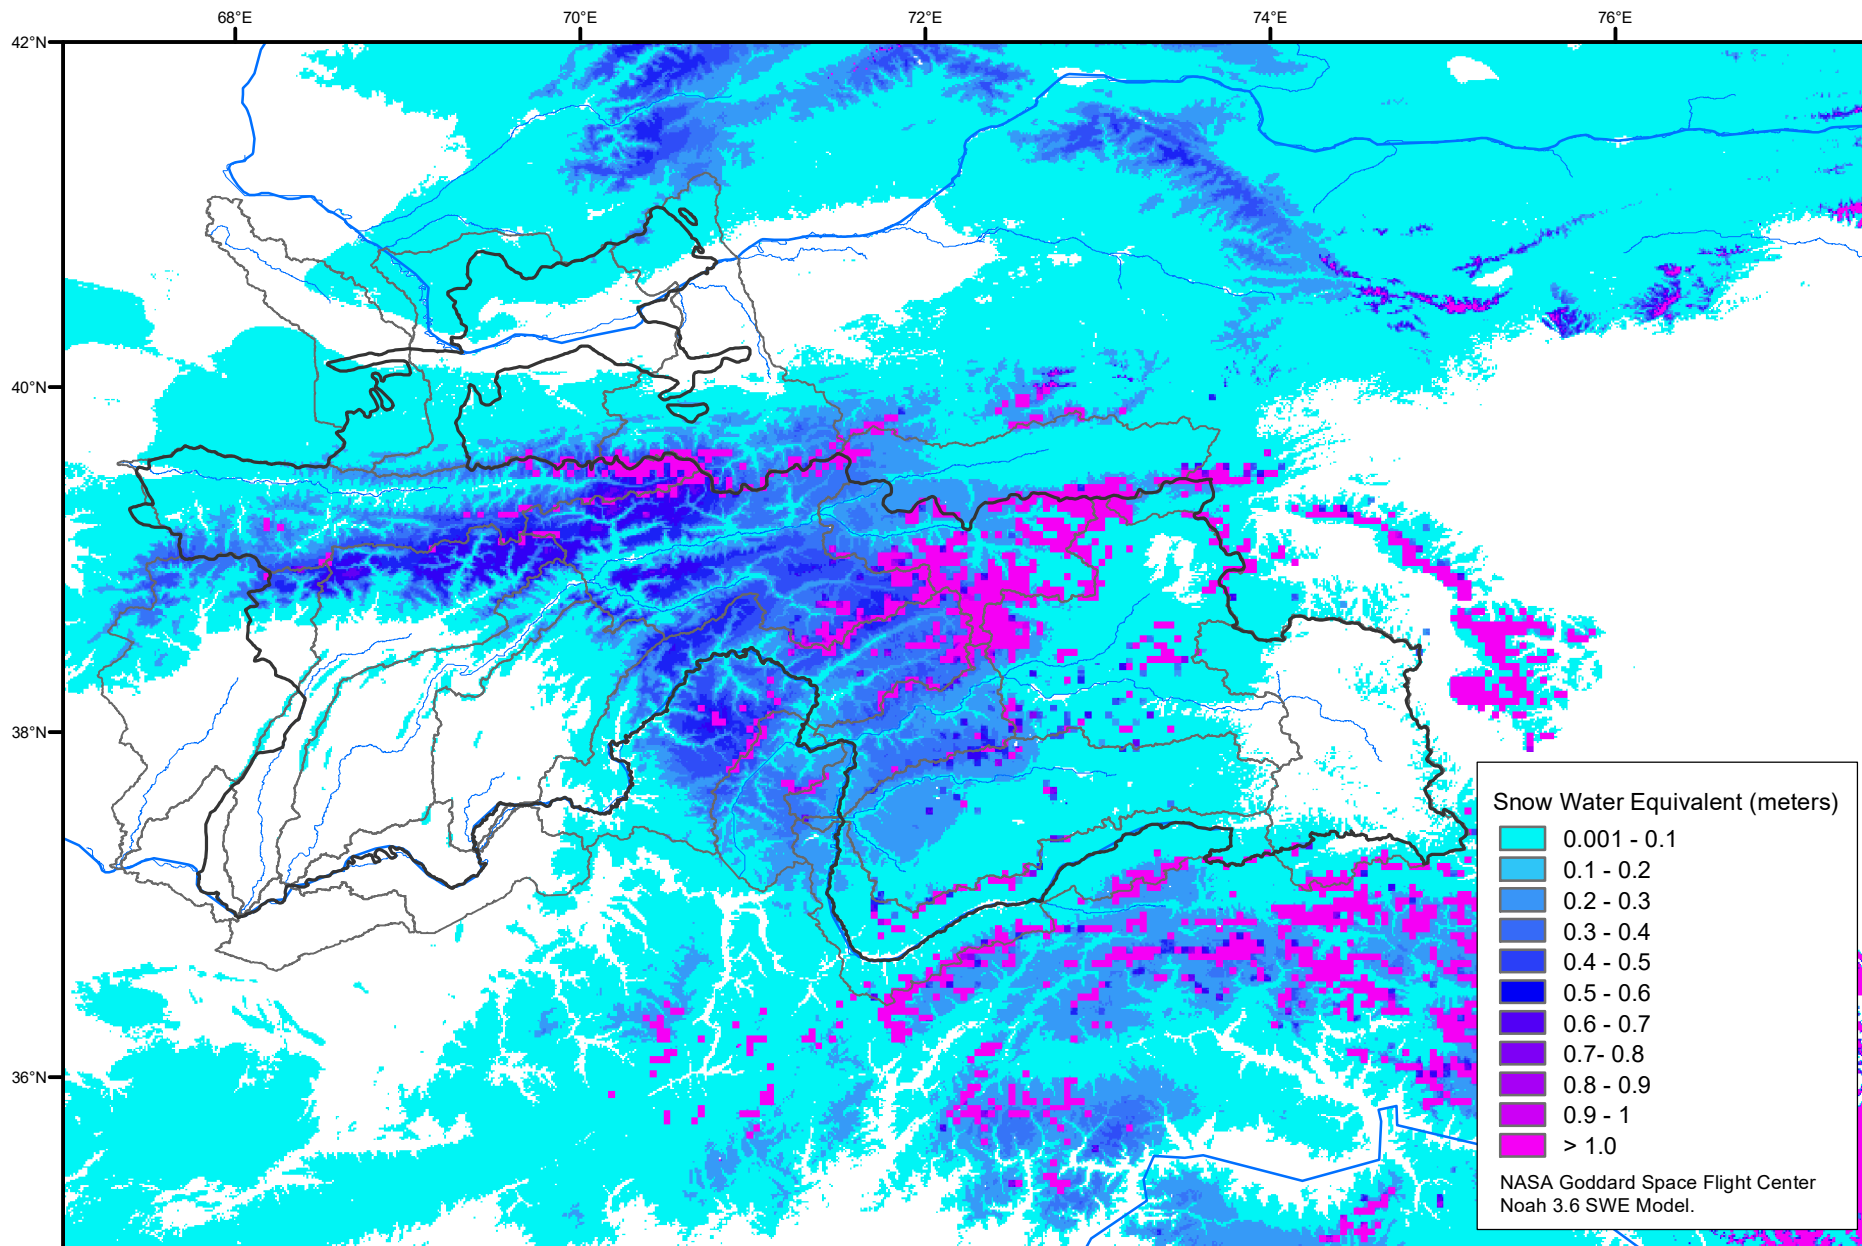 68°E 70°E 72°E 74°E 76°E
42°N
40°N
38°N
36°N
Snow Water Equivalent (meters)
0.001 - 0.1
0.1 - 0.2
0.2 - 0.3
0.3 - 0.4
0.4 - 0.5
0.5 - 0.6
0.6 - 0.7
0.7- 0.8
0.8 - 0.9
0.9 - 1
> 1.0
NASA Goddard Space Flight Center
Noah 3.6 SWE Model.